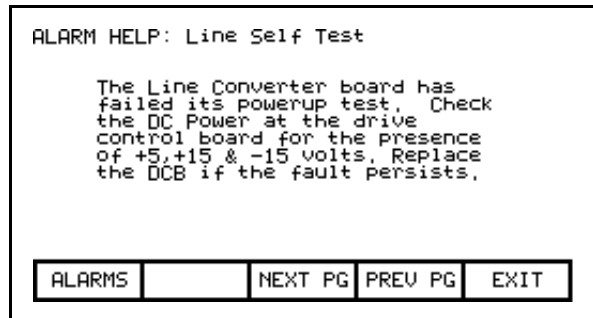 ALARM HELP: Line Self Test
The Line Converter board has
failed its powerup test. Check
the DC Power at the drive
control board for the presence
of +5,+15 & -15 volts. Replace
the DCB if the fault persists.
ALARMS NEXT PG PREV PG EXIT